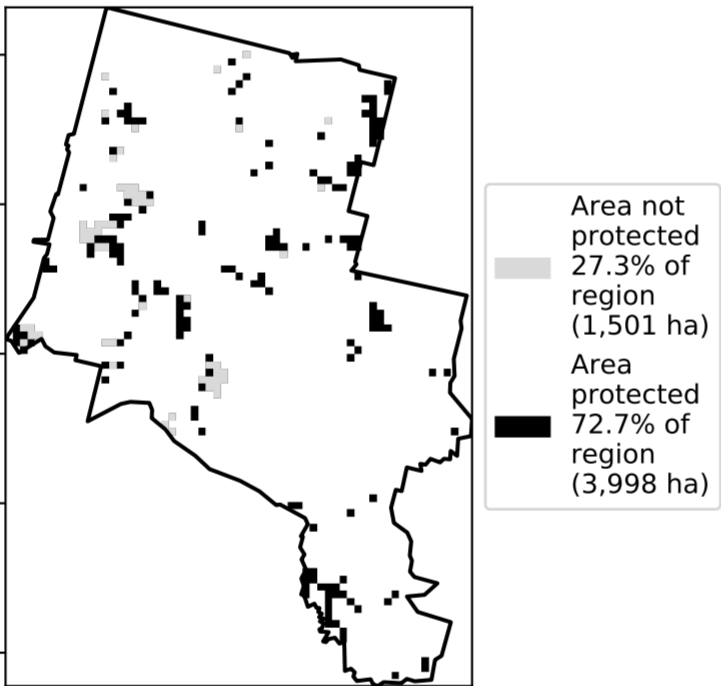 Area not
protected
27.3% of
region
(1,501 ha)
Area
protected
72.7% of
region
(3,998 ha)